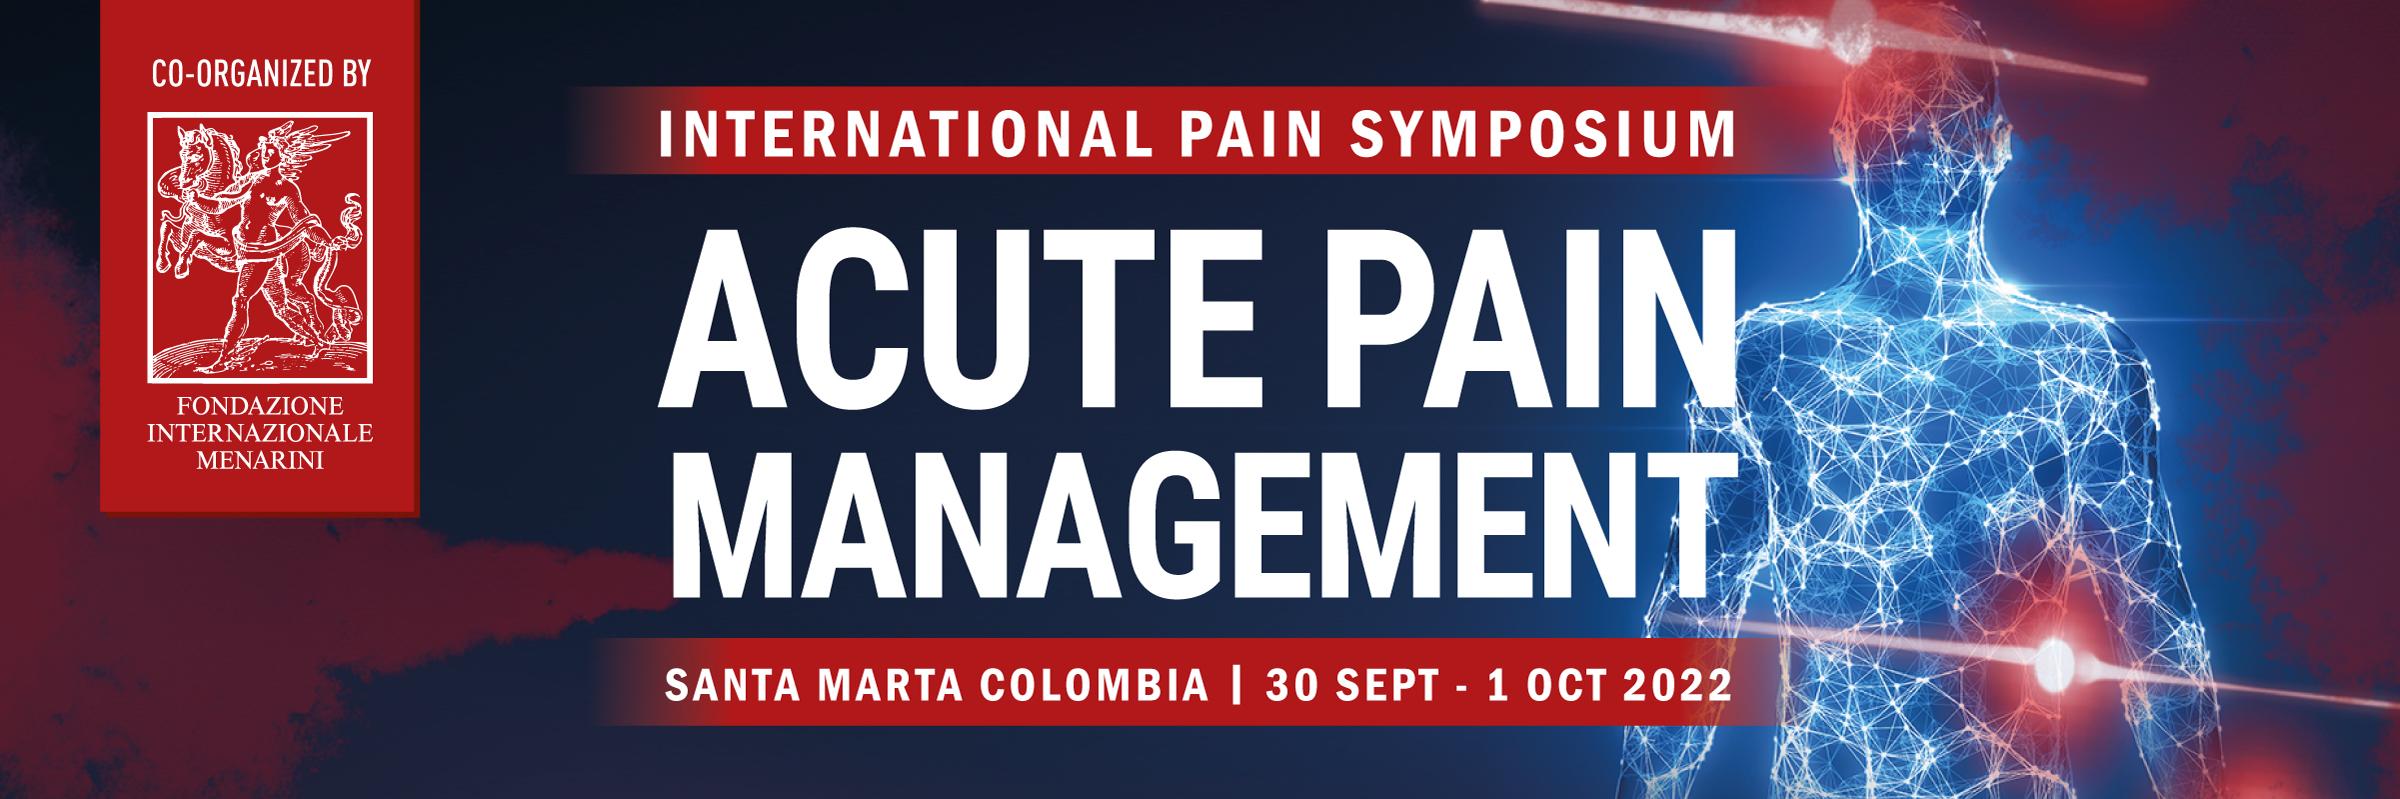 CO-ORGANIZED BY
FONDAZIONE
INTERNAZIONALE
MENARINI
INTERNATIONAL PAIN SYMPOSIUM
ACUTE PAIN
MANAGEMENT
SANTA MARTA COLOMBIA | 30 SEPT - 1 OCT 2022